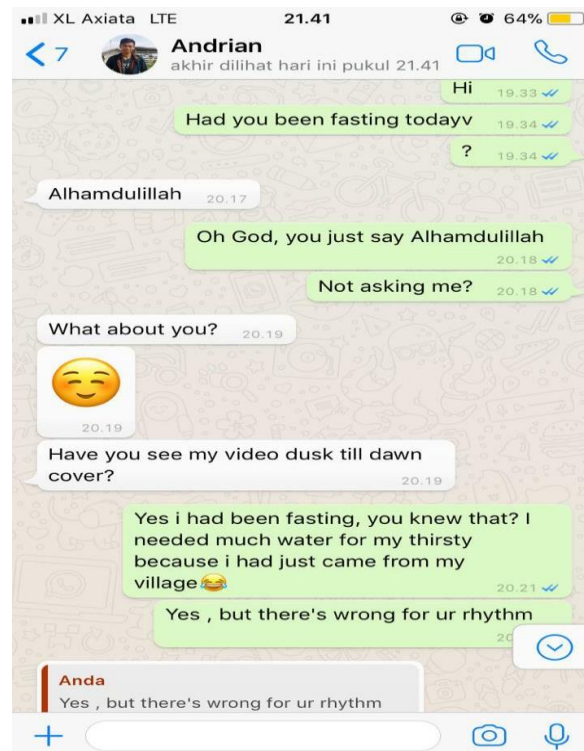 XL Axiata LTE 21.41 64%
7 Andrian
akhir dilihat hari ini pukul 21.41
Hi 19.33
Had you been fasting todayv 19.34
? 19.34
Alhamdulillah 20.17
Oh God, you just say Alhamdulillah
20.18
Not asking me? 20.18
What about you? 20.19
20.19
Have you see my video dusk till dawn
cover? 20.19
Yes i had been fasting, you knew that? I
needed much water for my thirsty
because i had just came from my
village😂 20.21
Yes , but there's wrong for ur rhythm
20
Anda
Yes , but there's wrong for ur rhythm